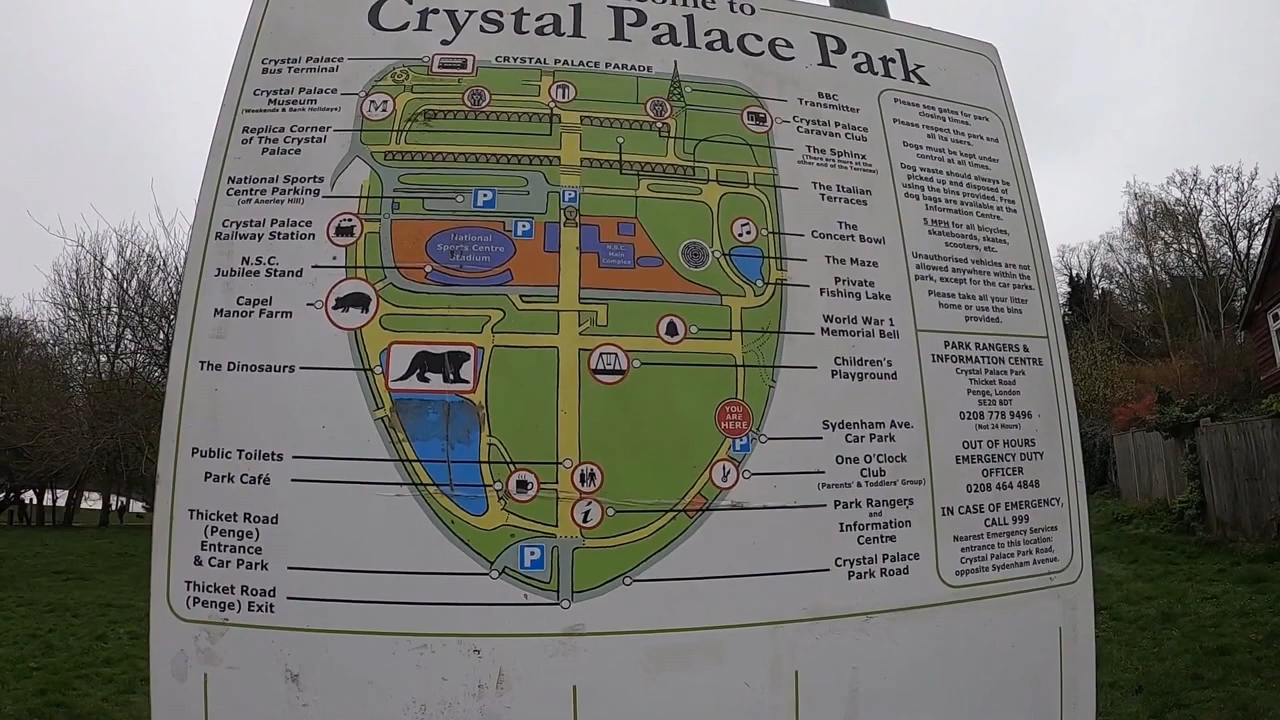 come to
Crystal Palace Park
Crystal Palace
Bus Terminal
Crystal Palace
Museum
(Weekends & Bank Holidays)
Replica Corner
of The Crystal
Palace
National Sports
Centre Parking
(off Anerley Hill)
Crystal Palace
Railway Station
N.S.C.
Jubilee Stand
Capel
Manor Farm
The Dinosaurs
Public Toilets
Park Café
Thicket Road
(Penge)
Entrance
& Car Park
Thicket Road
(Penge) Exit
CRYSTAL PALACE PARADE
M
P
P
P
National
Sports Centre
Stadium
N.S.C.
Main
Complex
YOU
ARE
HERE
P
i
P
BBC
Transmitter
Crystal Palace
Caravan Club
The Sphinx
(There are more at the
other end of the Terraces)
The Italian
Terraces
The
Concert Bowl
The Maze
Private
Fishing Lake
World War 1
Memorial Bell
Children's
Playground
Sydenham Ave.
Car Park
One O'Clock
Club
(Parents' & Toddlers' Group)
Park Rangers
and
Information
Centre
Crystal Palace
Park Road
Please see gates for park
closing times.
Please respect the park and
all its users.
Dogs must be kept under
control at all times.
Dog waste should always be
picked up and disposed of
using the bins provided. Free
dog bags are available at the
Information Centre.
5 MPH for all bicycles,
skateboards, skates,
scooters, etc.
Unauthorised vehicles are not
allowed anywhere within the
park, except for the car parks.
Please take all your litter
home or use the bins
provided.
PARK RANGERS &
INFORMATION CENTRE
Crystal Palace Park
Thicket Road
Penge, London
SE20 8DT
0208 778 9496
(Not 24 Hours)
OUT OF HOURS
EMERGENCY DUTY
OFFICER
0208 464 4848
IN CASE OF EMERGENCY,
CALL 999
Nearest Emergency Services
entrance to this location:
Crystal Palace Park Road,
opposite Sydenham Avenue.